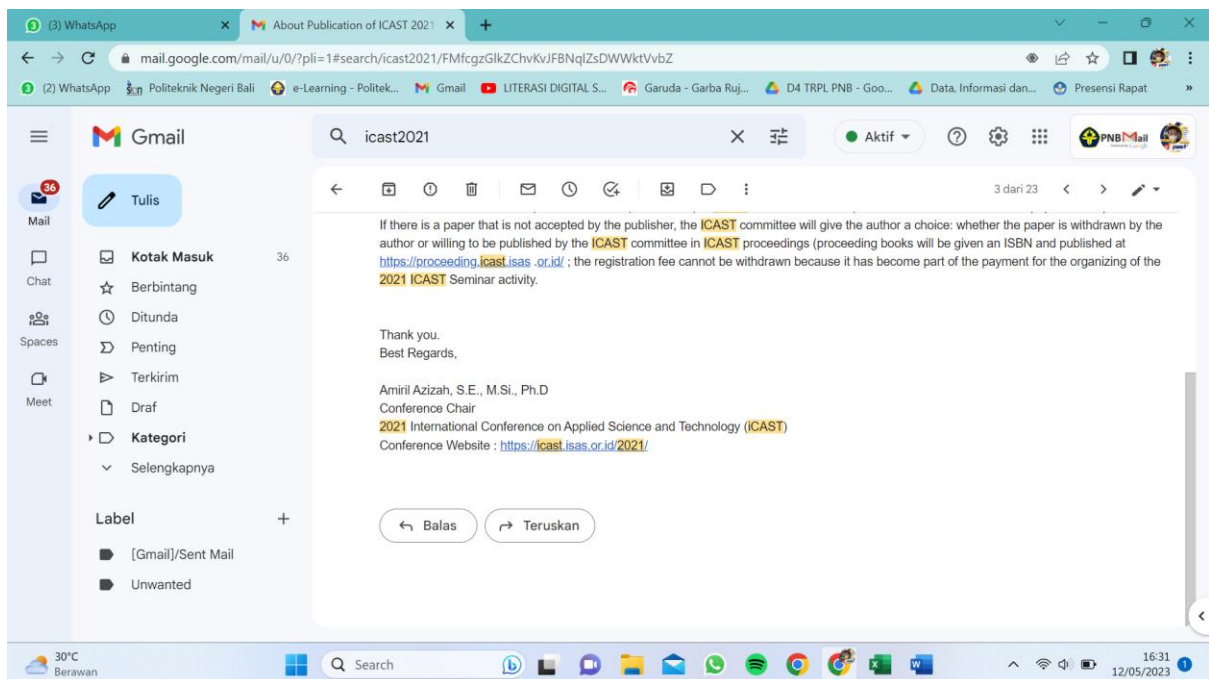 (3) WhatsApp
About Publication of ICAST 2021
mail.google.com/mail/u/0/?pli=1#search/icast2021/FMfcgzGlkZChvKvJFBNqlZsDWWktVvbZ
(2) WhatsApp Politeknik Negeri Bali e-Learning - Politek... Gmail LITERASI DIGITAL S... Garuda - Garba Ruj... D4 TRPL PNB - Goo... Data, Informasi dan... Presensi Rapat »
Gmail
icast2021
Aktif
PNBMail
36
Mail
Chat
Spaces
Meet
Tulis
Kotak Masuk 36
Berbintang
Ditunda
Penting
Terkirim
Draf
Kategori
Selengkapnya
Label +
[Gmail]/Sent Mail
Unwanted
3 dari 23
If there is a paper that is not accepted by the publisher, the ICAST committee will give the author a choice: whether the paper is withdrawn by the
author or willing to be published by the ICAST committee in ICAST proceedings (proceeding books will be given an ISBN and published at
https://proceeding.icast.isas .or.id/ ; the registration fee cannot be withdrawn because it has become part of the payment for the organizing of the
2021 ICAST Seminar activity.
Thank you.
Best Regards,
Amiril Azizah, S.E., M.Si., Ph.D
Conference Chair
2021 International Conference on Applied Science and Technology (iCAST)
Conference Website : https://icast.isas.or.id/2021/
Balas
Teruskan
30°C
Berawan
Search
16:31
12/05/2023
1